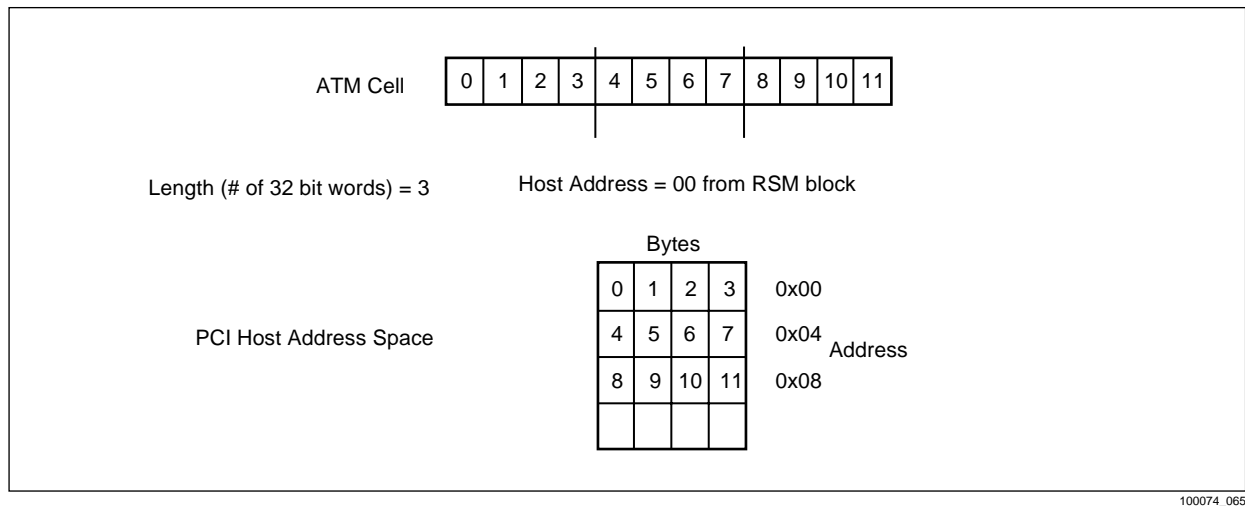 ATM Cell 0 1 2 3 4 5 6 7 8 9 10 11
Length (# of 32 bit words) = 3 Host Address = 00 from RSM block
Bytes
0 1 2 3 0x00
PCI Host Address Space 4 5 6 7 0x04 Address
8 9 10 11 0x08
100074_065